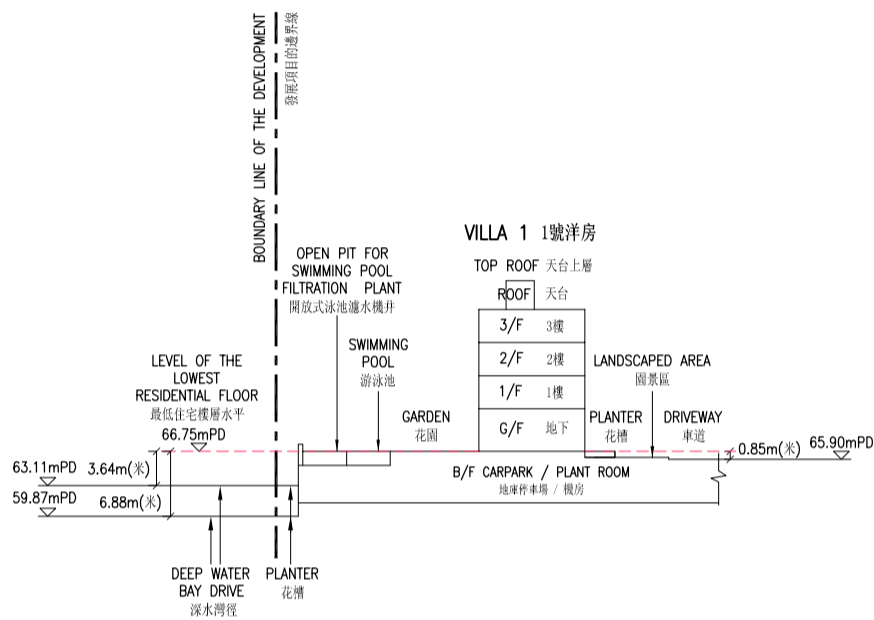 BOUNDARY LINE OF THE DEVELOPMENT
發展項目的邊界線
VILLA 1 1號洋房
TOP ROOF 天台上層
ROOF 天台
3/F 3樓
2/F 2樓
1/F 1樓
G/F 地下
OPEN PIT FOR
SWIMMING POOL
FILTRATION PLANT
開放式泳池濾水機井
SWIMMING
POOL
游泳池
GARDEN
花園
LEVEL OF THE
LOWEST
RESIDENTIAL FLOOR
最低住宅樓層水平
66.75mPD
LANDSCAPED AREA
園景區
PLANTER
花槽
DRIVEWAY
車道
0.85m(米)
65.90mPD
63.11mPD
3.64m(米)
59.87mPD
6.88m(米)
B/F CARPARK / PLANT ROOM
地庫停車場 / 機房
DEEP WATER
BAY DRIVE
深水灣徑
PLANTER
花槽